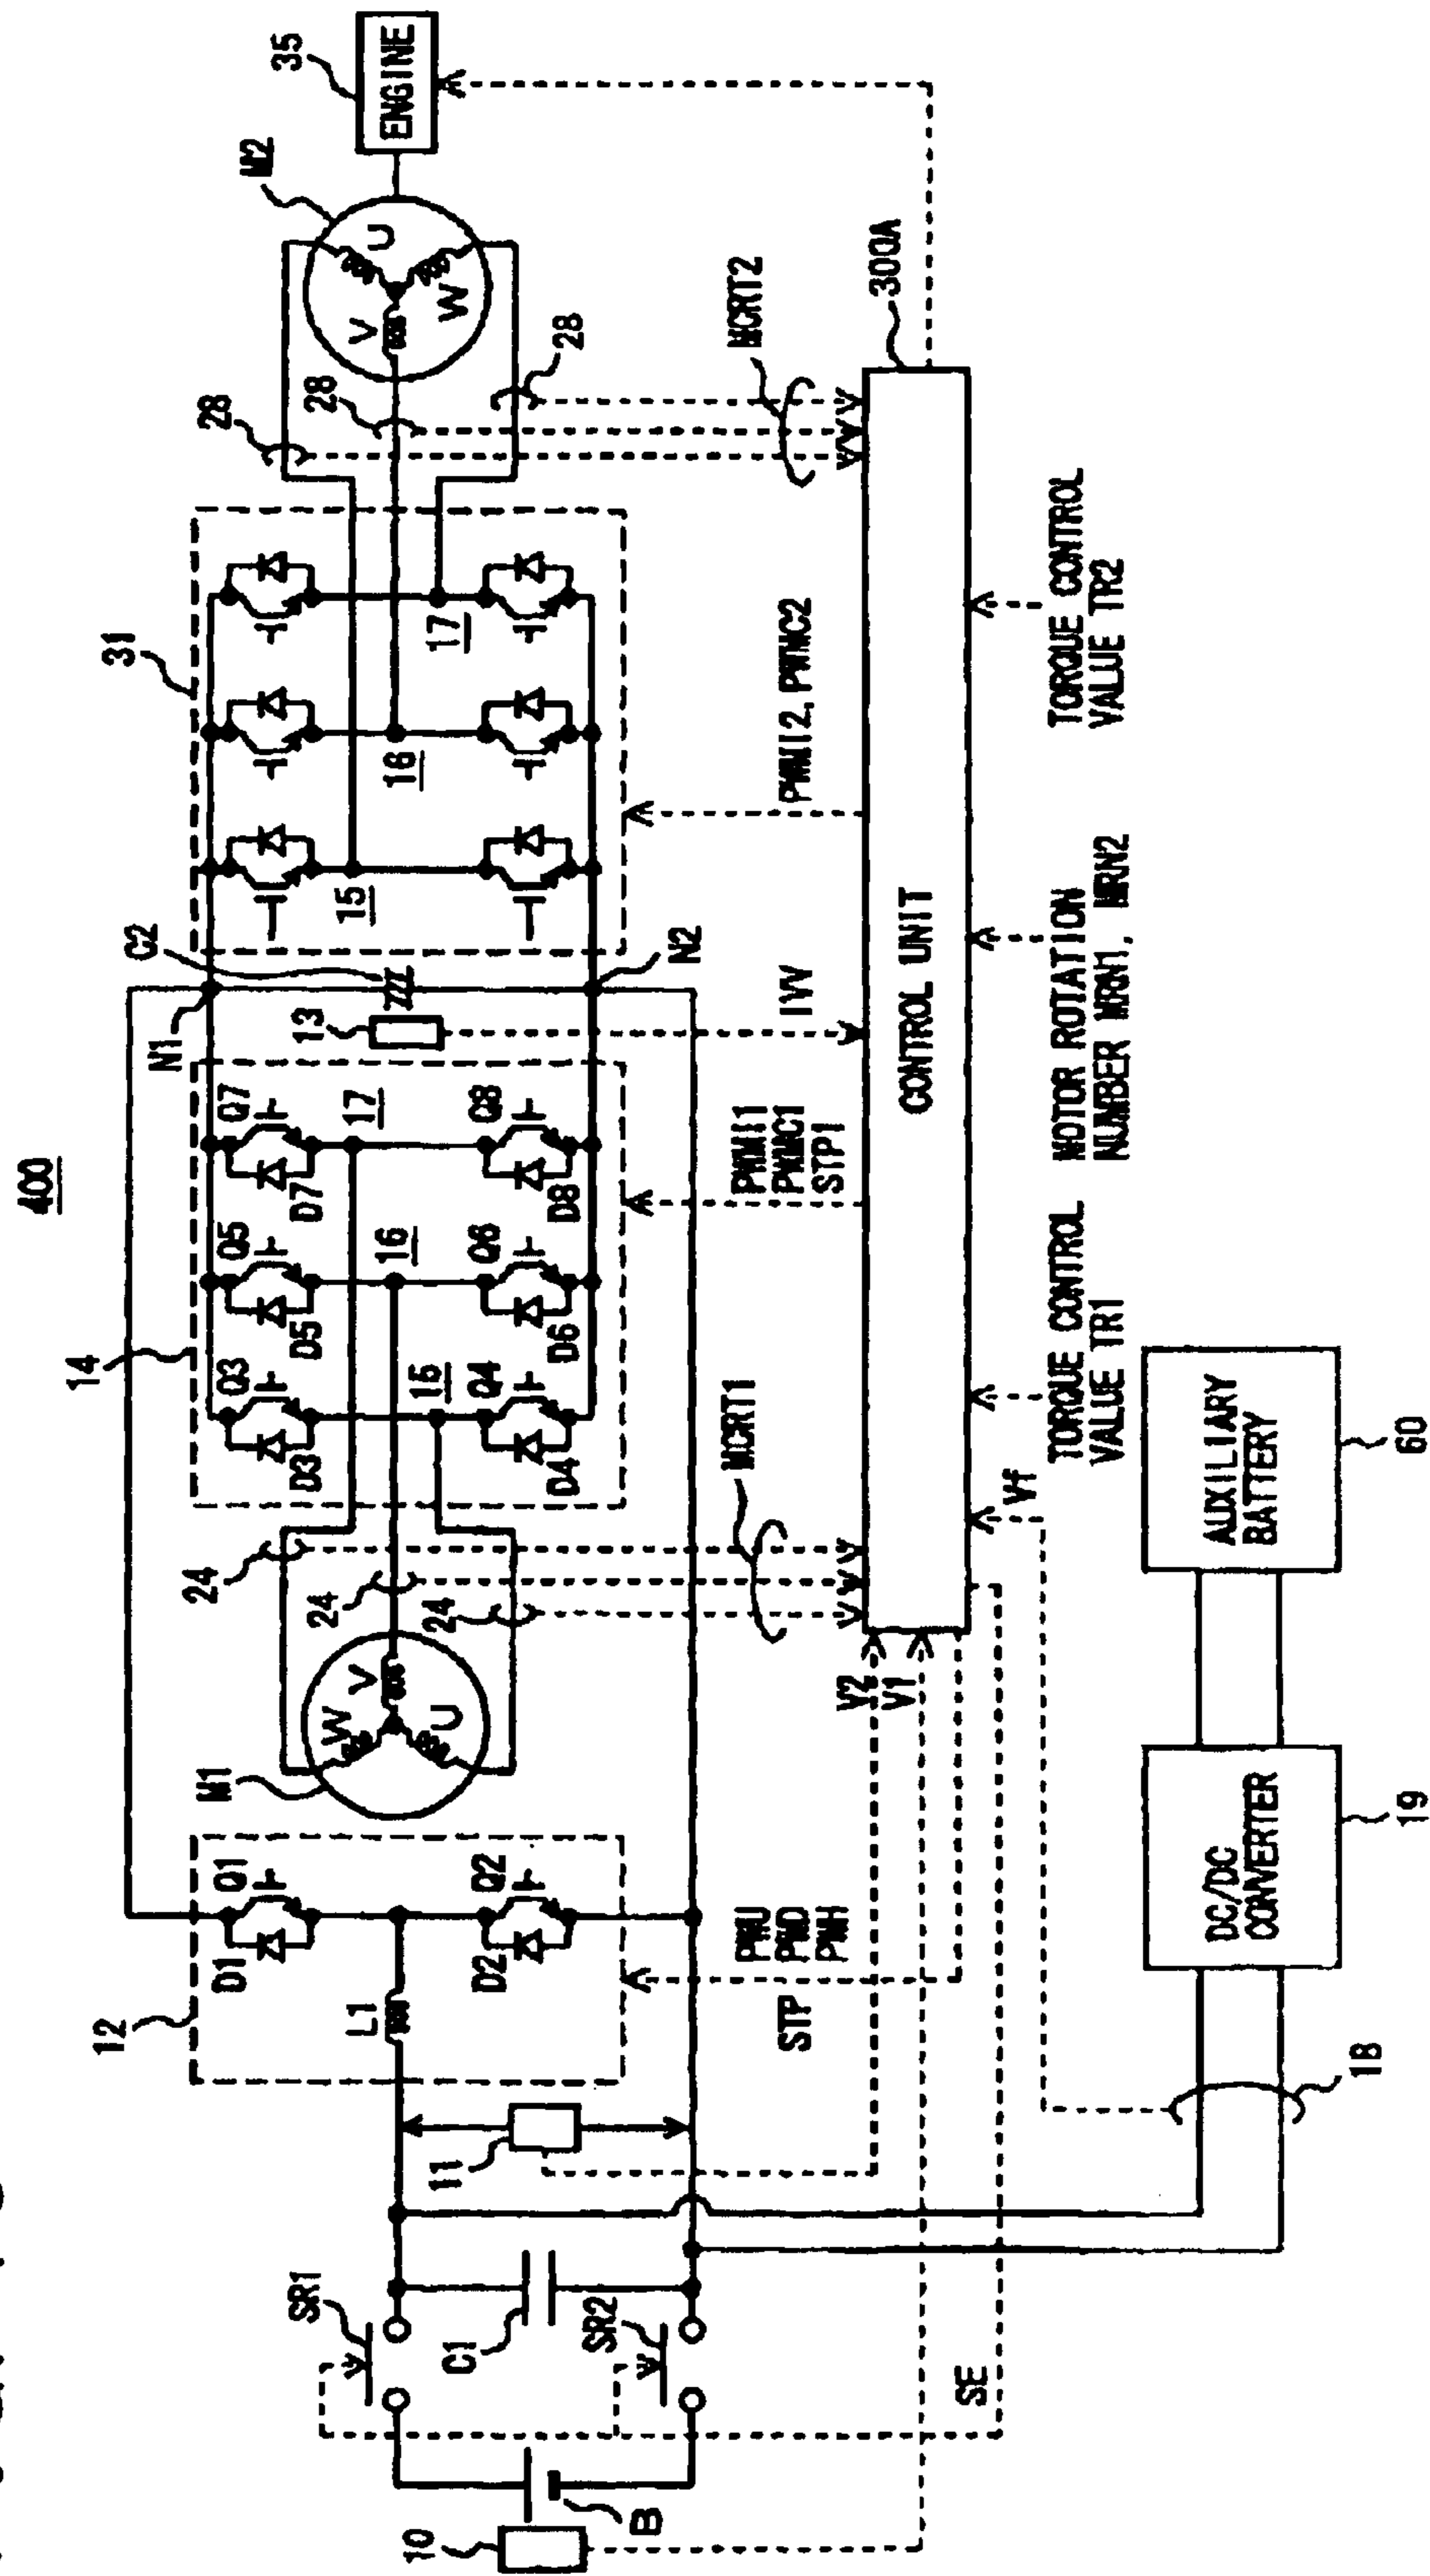 400
12
D1
Q1
D2
Q2
L1
M1
W
V
U
24
24
24
14
Q3
D3
15
Q4
D4
Q5
D5
16
Q6
D6
Q7
D7
17
Q8
D8
N1
13
C2
N2
31
15
16
17
28
28
28
M2
V
U
W
35
ENGINE
SR1
C1
SR2
11
10
B
SE
STP
PWU
PWD
PWH
V2
V1
MCRT1
PWMI1
PWMC1
STP1
IVV
PWMI2, PWMC2
MCRT2
300A
CONTROL UNIT
Vf
TORQUE CONTROL
VALUE TR1
MOTOR ROTATION
NUMBER MRN1, MRN2
TORQUE CONTROL
VALUE TR2
18
DC/DC
CONVERTER
19
AUXILIARY
BATTERY
60